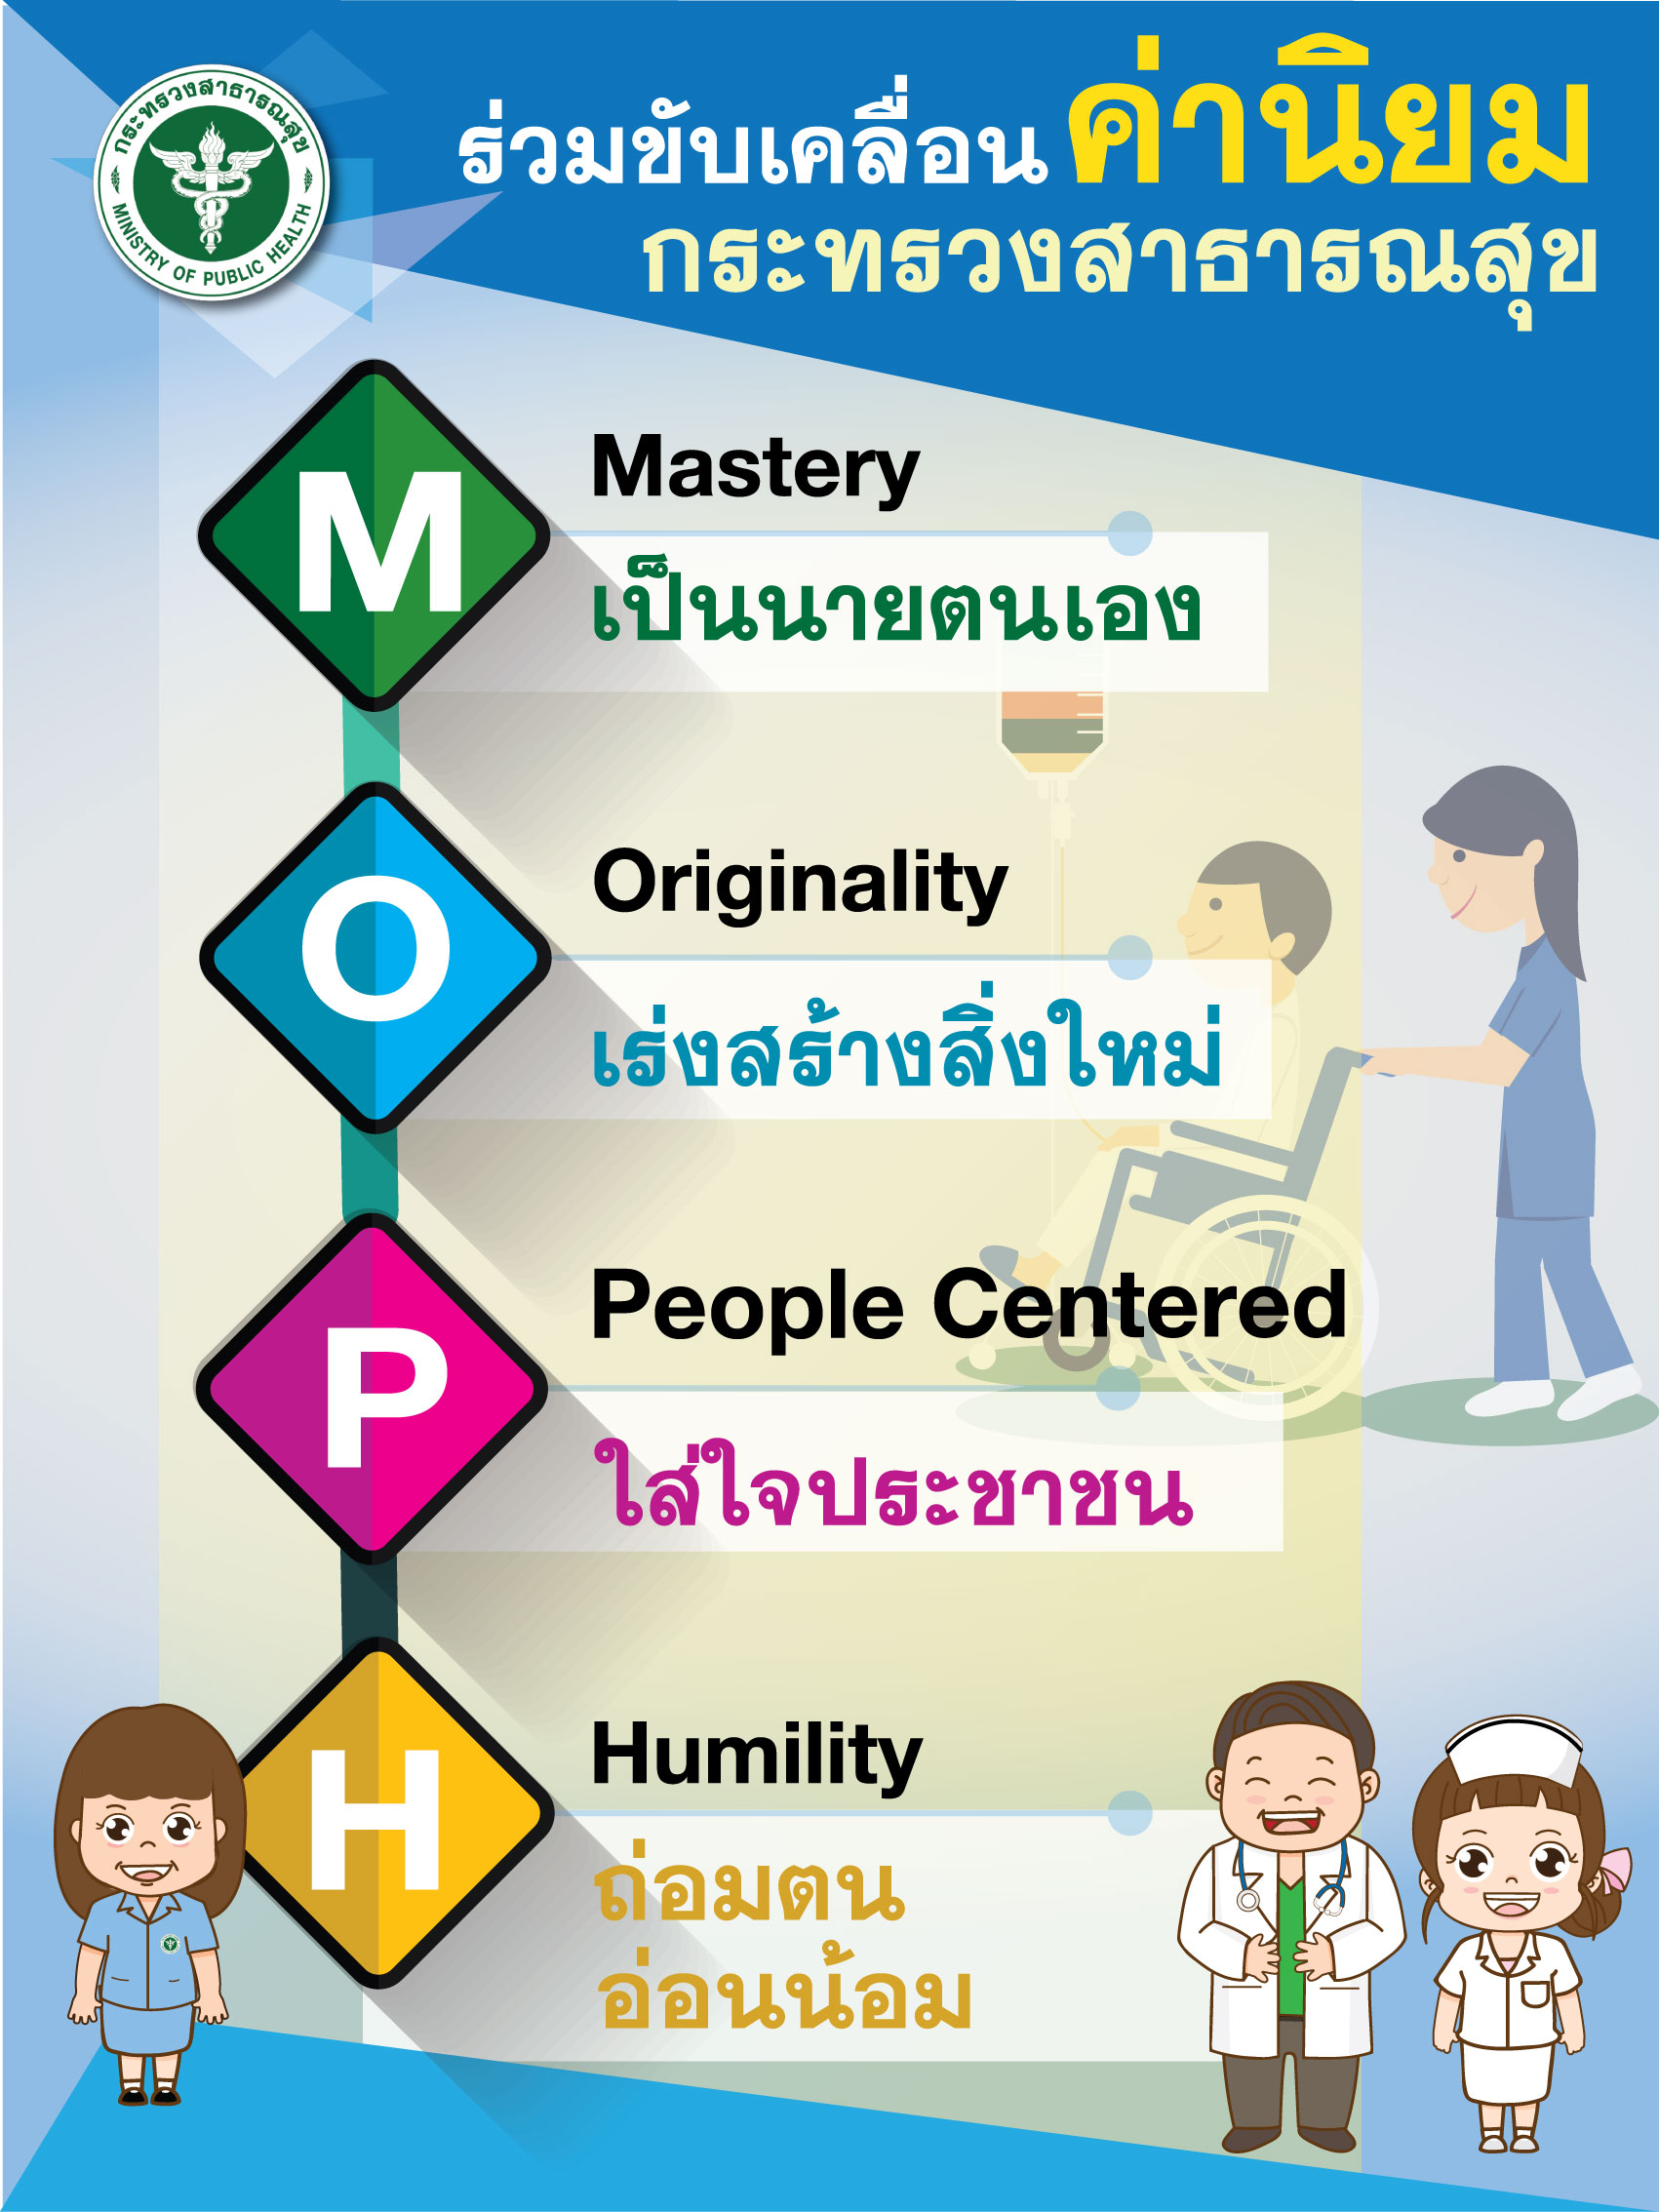 กระทรวงสาธารณสุข
MINISTRY OF PUBLIC HEALTH
ร่วมขับเคลื่อน ค่านิยม
กระทรวงสาธารณสุข
M
Mastery
เป็นนายตนเอง
O
Originality
เร่งสร้างสิ่งใหม่
P
People Centered
ใส่ใจประชาชน
H
Humility
ถ่อมตน
อ่อนน้อม